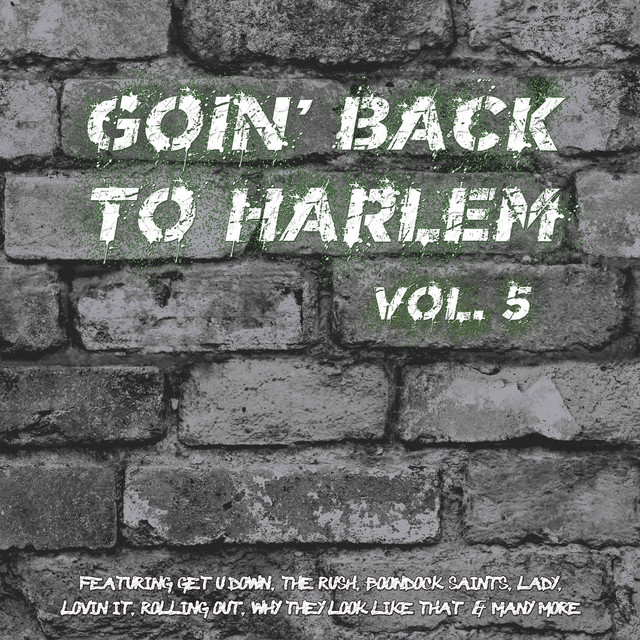 GOIN' BACK
TO HARLEM
VOL. 5
FEATURING GET U DOWN, THE RUSH, BOONDOCK SAINTS, LADY,
LOVIN IT, ROLLING OUT, WHY THEY LOOK LIKE THAT & MANY MORE